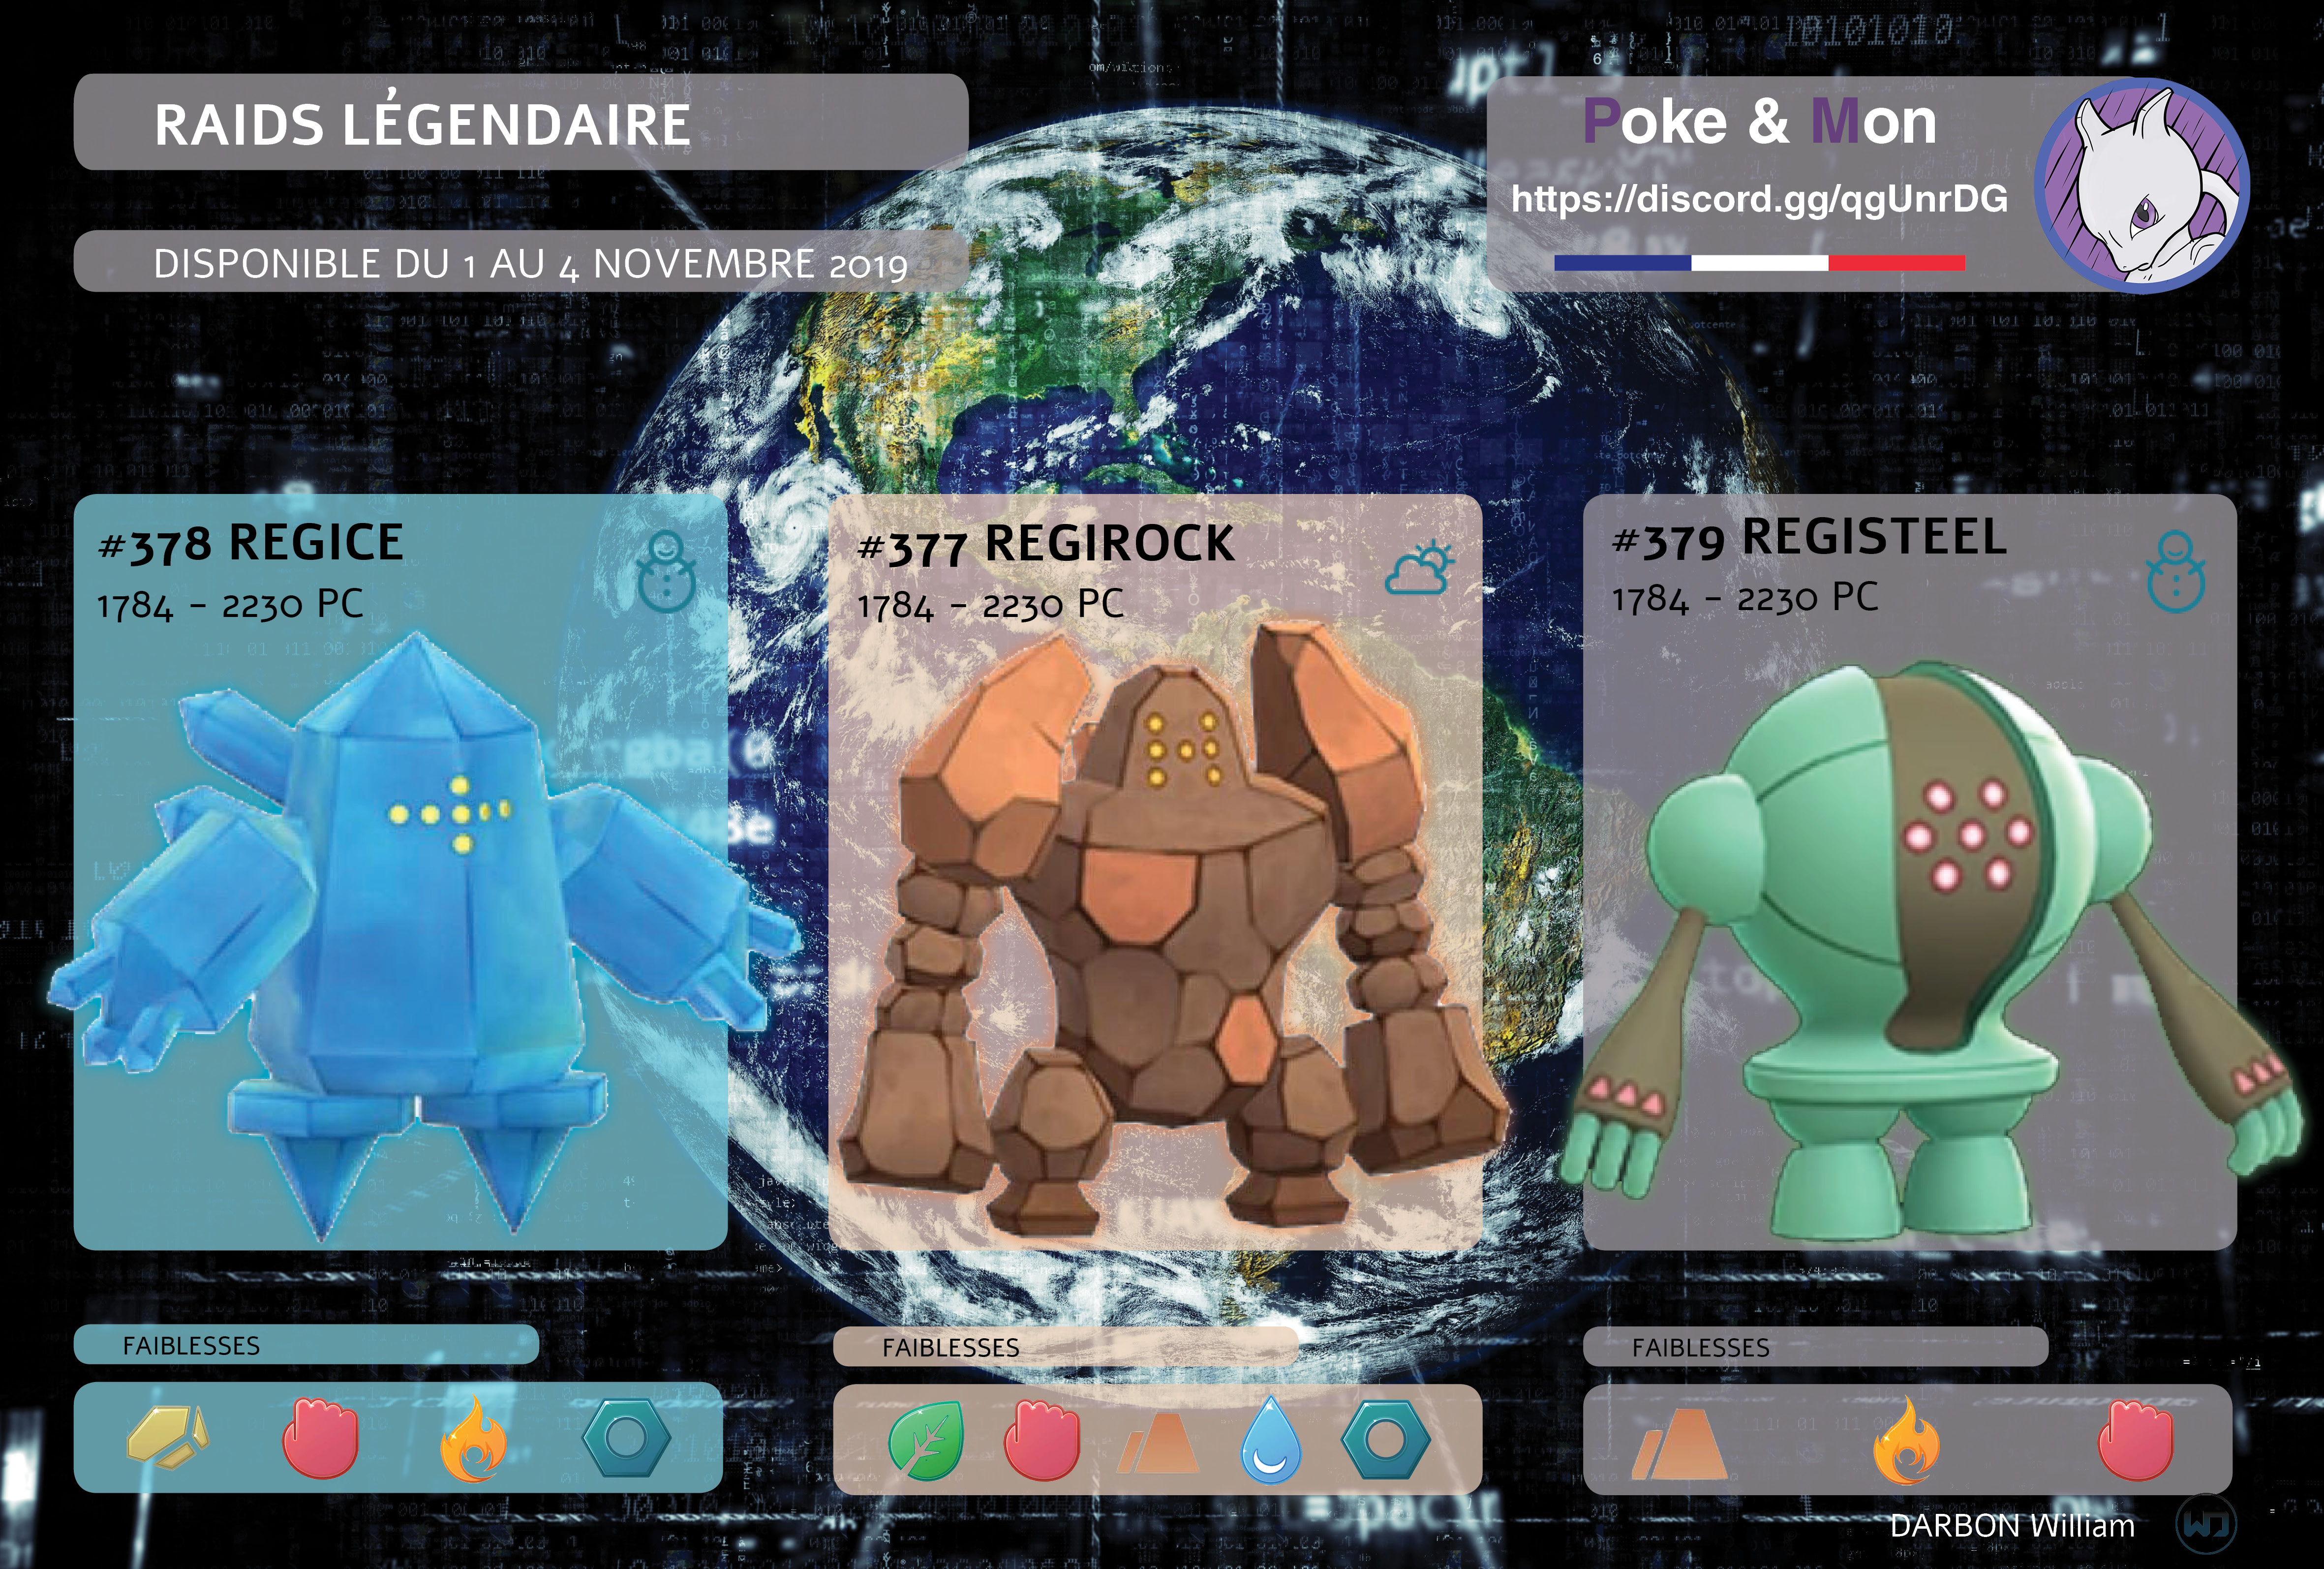 RAIDS LÉGENDAIRE
DISPONIBLE DU 1 AU 4 NOVEMBRE 2019
Poke & Mon
https://discord.gg/qgUnrDG
#378 REGICE
1784 - 2230 PC
#377 REGIROCK
1784 - 2230 PC
#379 REGISTEEL
1784 - 2230 PC
FAIBLESSES
FAIBLESSES
FAIBLESSES
DARBON William